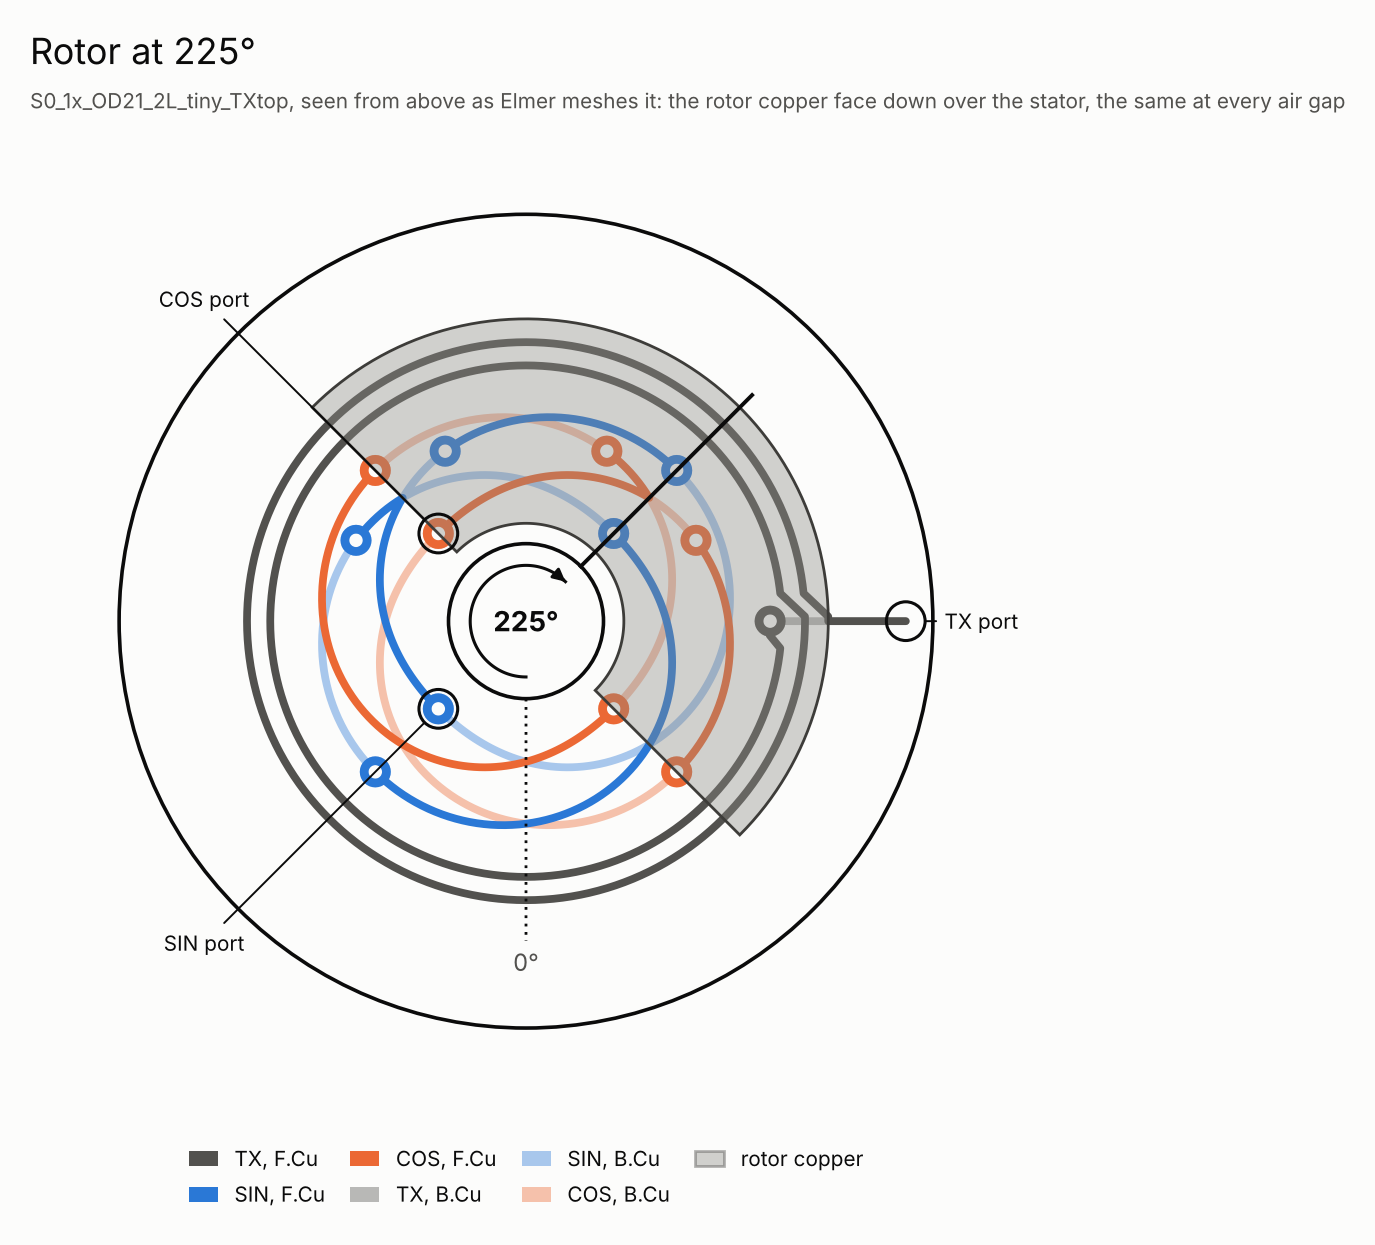 Rotor at 225°
S0_1x_OD21_2L_tiny_TXtop, seen from above as Elmer meshes it: the rotor copper face down over the stator, the same at every air gap
COS port
225°
TX port
SIN port
0°
TX, F.Cu
COS, F.Cu
SIN, B.Cu
rotor copper
SIN, F.Cu
TX, B.Cu
COS, B.Cu